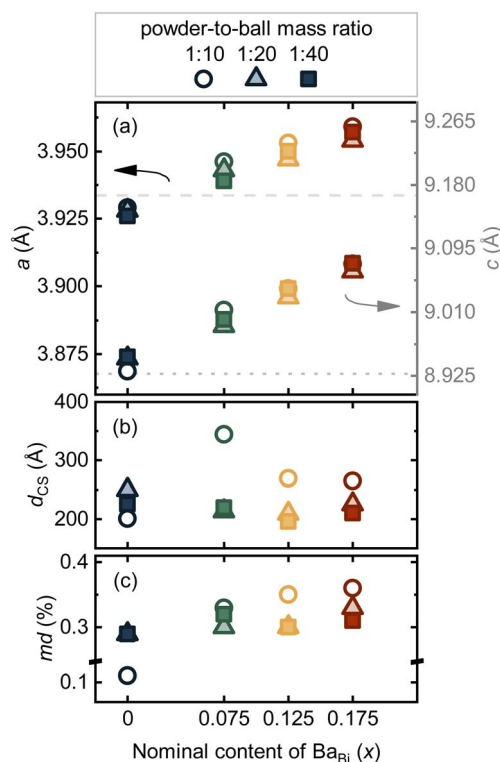 powder-to-ball mass ratio
1:10 1:20 1:40
(a)
a (Å)
3.950
3.925
3.900
3.875
c (Å)
9.265
9.180
9.095
9.010
8.925
(b)
d_CS (Å)
400
300
200
(c)
md (%)
0.4
0.3
0.1
0 0.075 0.125 0.175
Nominal content of Ba_Bi (x)